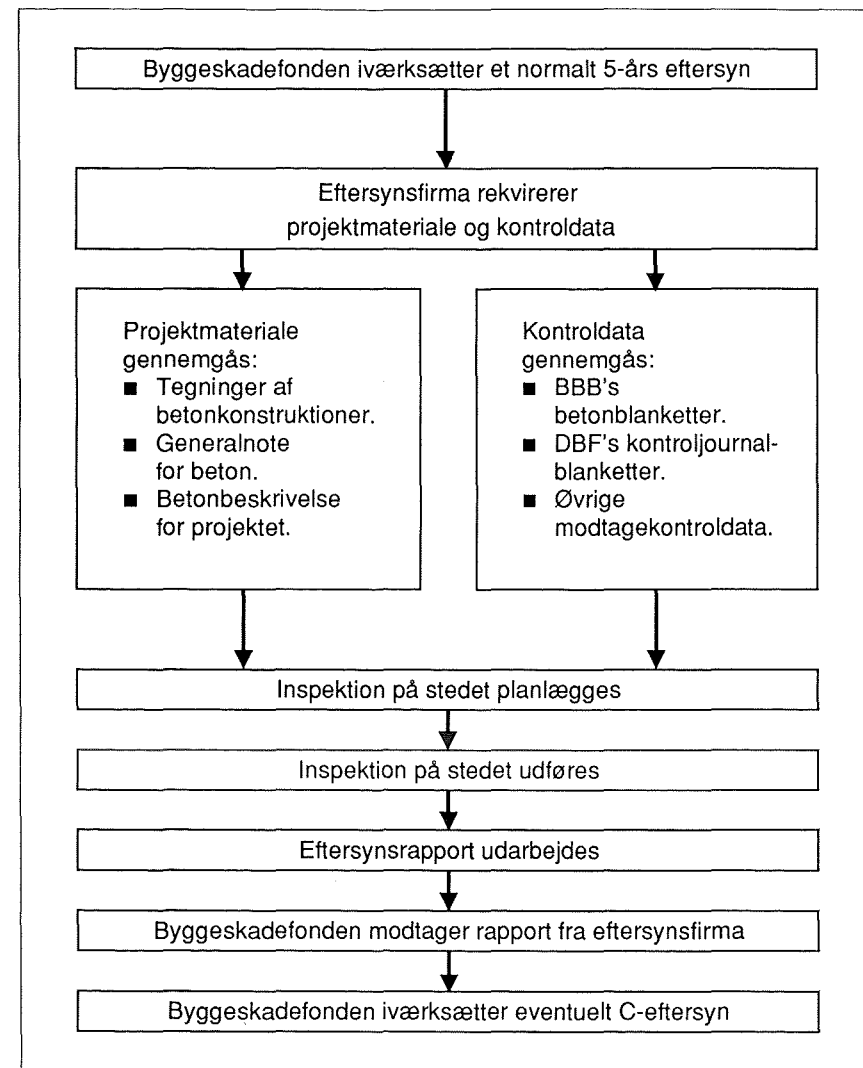 Byggeskadefonden iværksætter et normalt 5-års eftersyn
Eftersynsfirma rekvirerer
projektmateriale og kontroldata
Projektmateriale
gennemgås:
■ Tegninger af
betonkonstruktioner.
■ Generalnote
for beton.
■ Betonbeskrivelse
for projektet.
Kontroldata
gennemgås:
■ BBB's
betonblanketter.
■ DBF's kontroljournal-
blanketter.
■ Øvrige
modtagekontroldata.
Inspektion på stedet planlægges
Inspektion på stedet udføres
Eftersynsrapport udarbejdes
Byggeskadefonden modtager rapport fra eftersynsfirma
Byggeskadefonden iværksætter eventuelt C-eftersyn